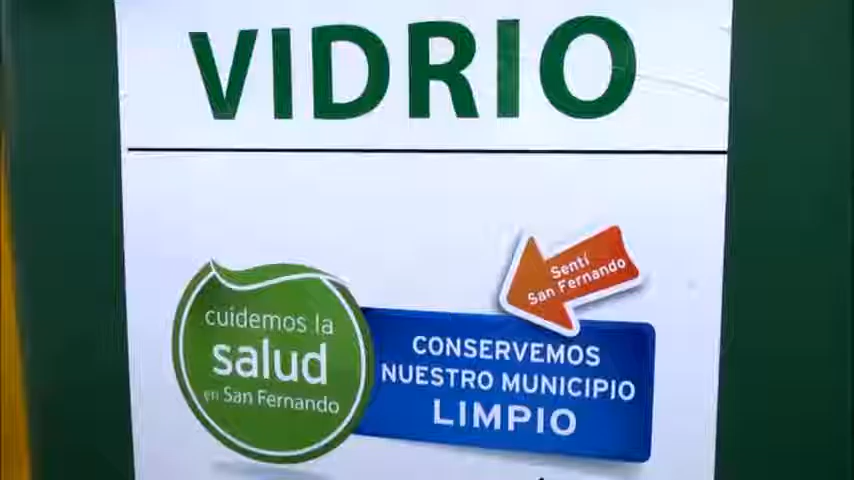 VIDRIO
Sentí
San Fernando
cuidemos la
salud
en San Fernando
CONSERVEMOS
NUESTRO MUNICIPIO
LIMPIO